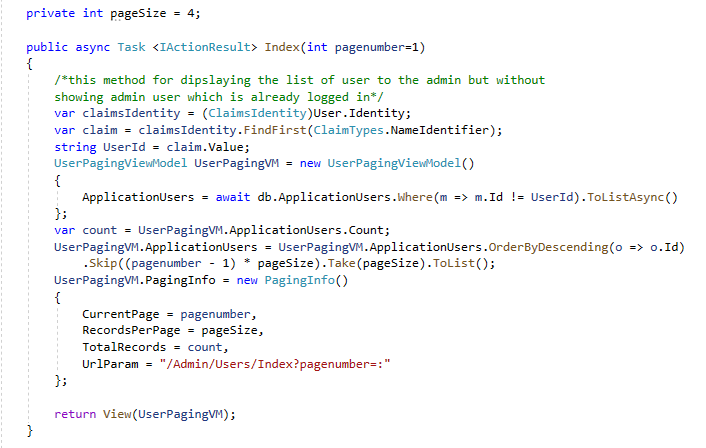 private int pageSize = 4;
public async Task <IActionResult> Index(int pagenumber=1)
{
/*this method for dipslaying the list of user to the admin but without
showing admin user which is already logged in*/
var claimsIdentity = (ClaimsIdentity)User.Identity;
var claim = claimsIdentity.FindFirst(ClaimTypes.NameIdentifier);
string UserId = claim.Value;
UserPagingViewModel UserPagingVM = new UserPagingViewModel()
{
ApplicationUsers = await db.ApplicationUsers.Where(m => m.Id != UserId).ToListAsync()
};
var count = UserPagingVM.ApplicationUsers.Count;
UserPagingVM.ApplicationUsers = UserPagingVM.ApplicationUsers.OrderByDescending(o => o.Id)
.Skip((pagenumber - 1) * pageSize).Take(pageSize).ToList();
UserPagingVM.PagingInfo = new PagingInfo()
{
CurrentPage = pagenumber,
RecordsPerPage = pageSize,
TotalRecords = count,
UrlParam = "/Admin/Users/Index?pagenumber=:"
};
return View(UserPagingVM);
}